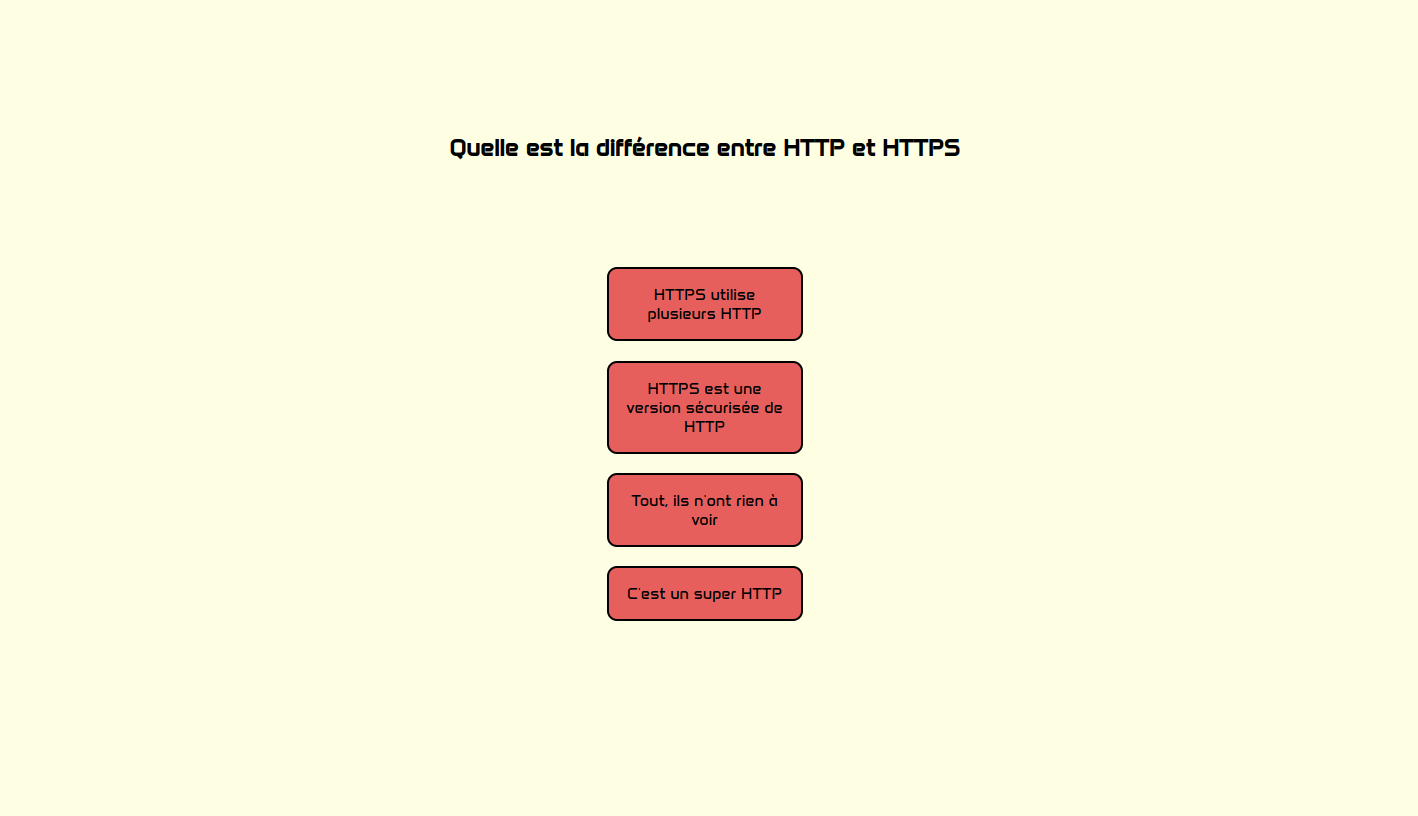 Quelle est la différence entre HTTP et HTTPS
HTTPS utilise
plusieurs HTTP
HTTPS est une
version sécurisée de
HTTP
Tout, ils n'ont rien à
voir
C'est un super HTTP